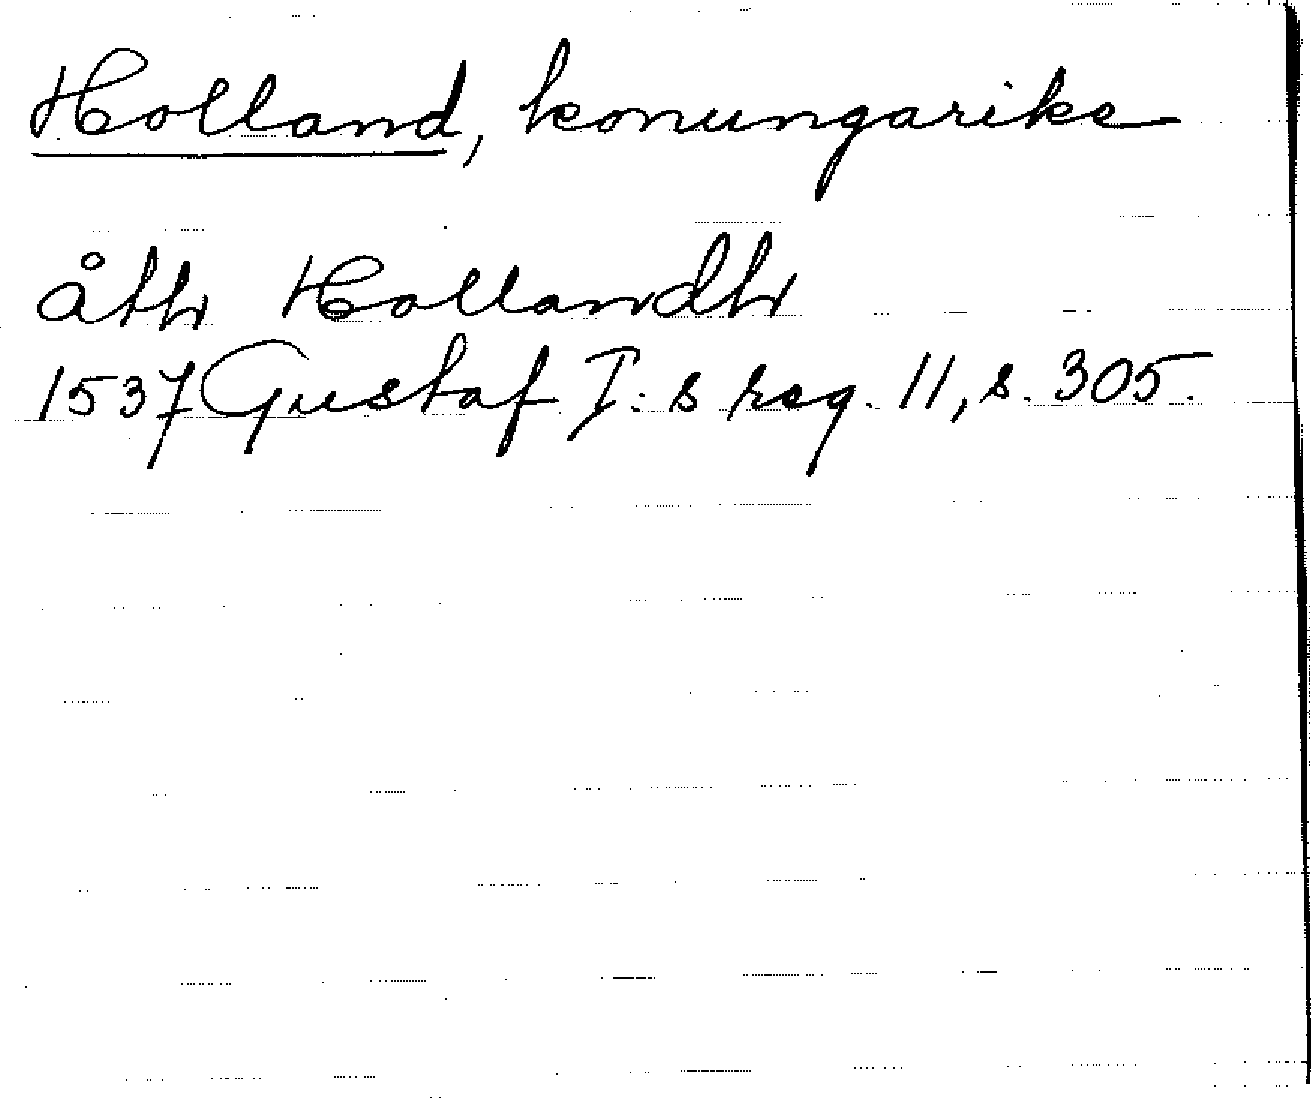 Holland, konungarike
åth Hollandh
1537 Gustaf I:s reg. 11, s. 305.